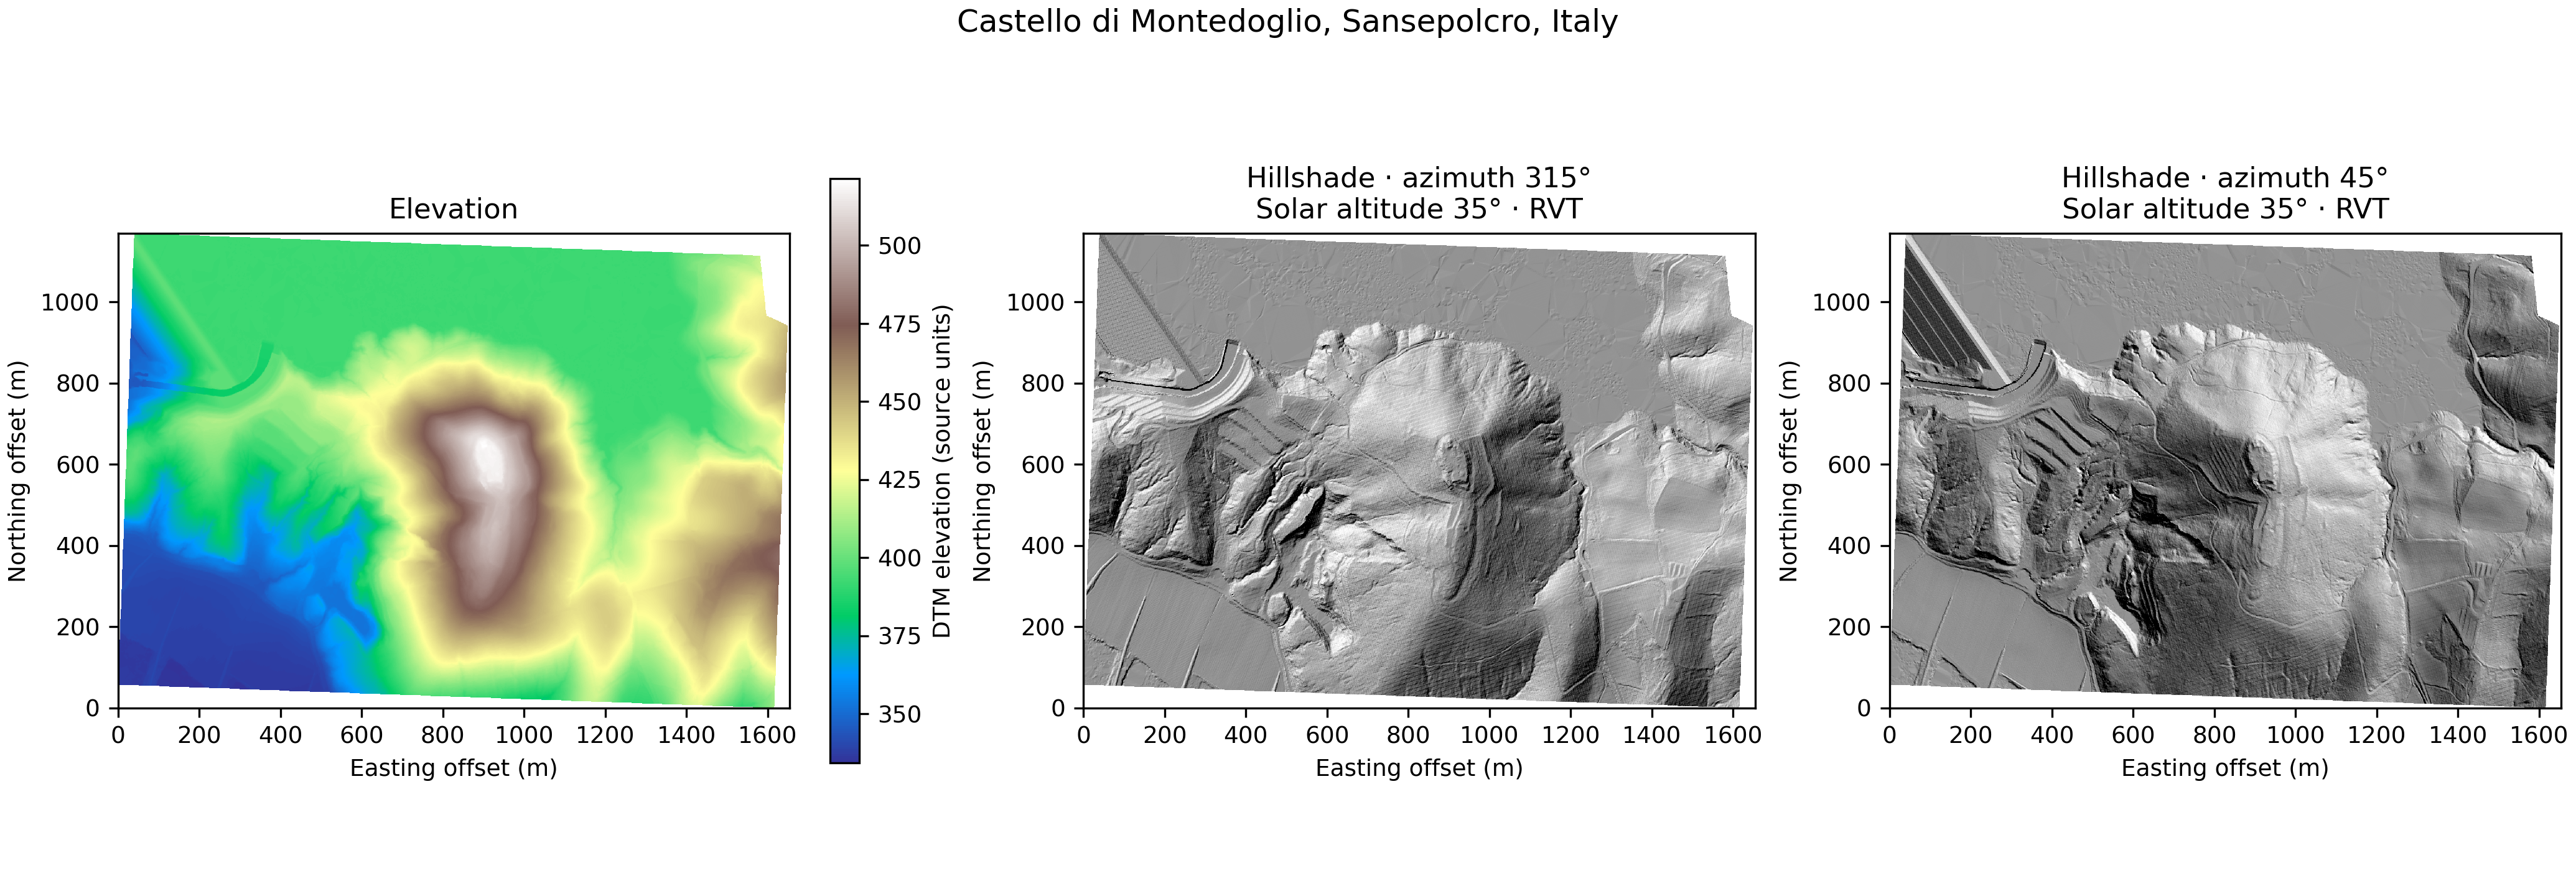 Castello di Montedoglio, Sansepolcro, Italy
Elevation
Northing offset (m)
1000
800
600
400
200
0
0 200 400 600 800 1000 1200 1400 1600
Easting offset (m)
500
475
450
425
400
375
350
DTM elevation (source units)
Hillshade · azimuth 315°
Solar altitude 35° · RVT
Northing offset (m)
1000
800
600
400
200
0
0 200 400 600 800 1000 1200 1400 1600
Easting offset (m)
Hillshade · azimuth 45°
Solar altitude 35° · RVT
Northing offset (m)
1000
800
600
400
200
0
0 200 400 600 800 1000 1200 1400 1600
Easting offset (m)